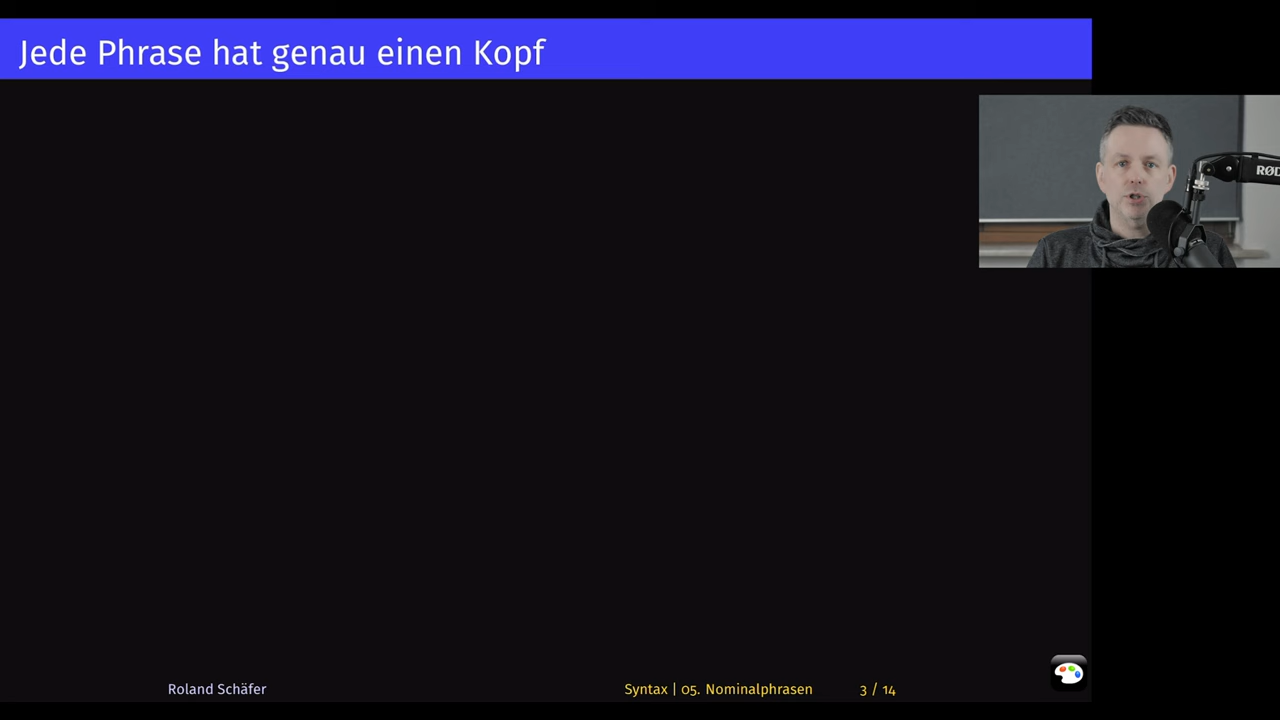 Jede Phrase hat genau einen Kopf
RØD
Roland Schäfer
Syntax | 05. Nominalphrasen
3 / 14